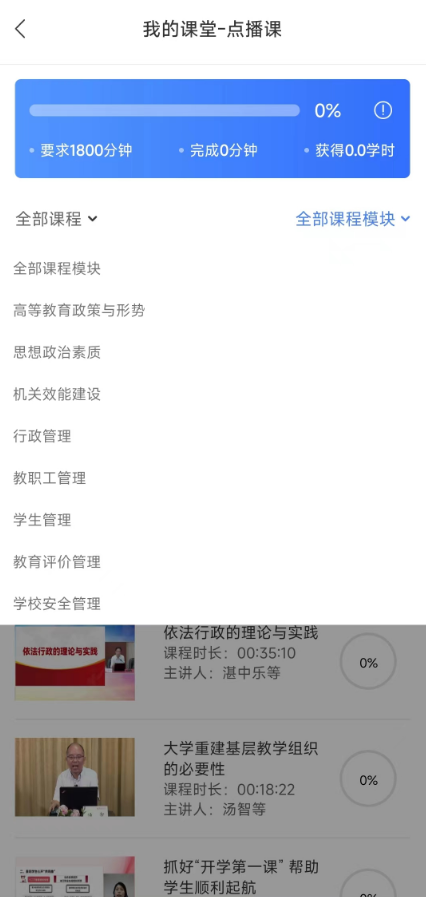 我的课堂-点播课
0%
要求1800分钟
完成0分钟
获得0.0学时
全部课程
全部课程模块
全部课程模块
高等教育政策与形势
思想政治素质
机关效能建设
行政管理
教职工管理
学生管理
教育评价管理
学校安全管理
依法行政的理论与实践
依法行政的理论与实践
课程时长：00:35:10
主讲人：湛中乐等
0%
大学重建基层教学组织
的必要性
课程时长：00:18:22
主讲人：汤智等
0%
抓好“开学第一课”帮助
学生顺利起航